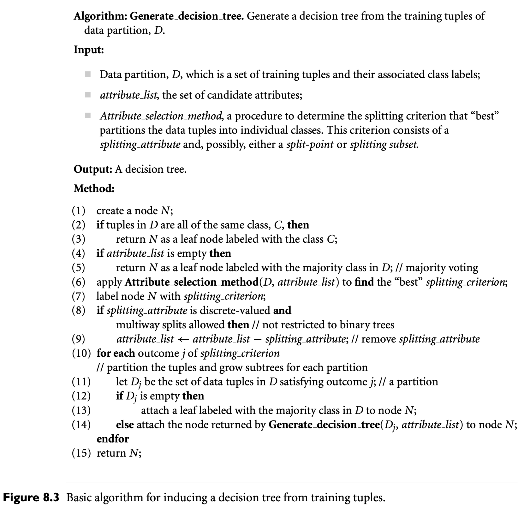 Algorithm: Generate_decision_tree. Generate a decision tree from the training tuples of
data partition, D.
Input:
Data partition, D, which is a set of training tuples and their associated class labels;
attribute_list, the set of candidate attributes;
Attribute_selection_method, a procedure to determine the splitting criterion that “best”
partitions the data tuples into individual classes. This criterion consists of a
splitting_attribute and, possibly, either a split-point or splitting subset.
Output: A decision tree.
Method:
(1) create a node N;
(2) if tuples in D are all of the same class, C, then
(3) return N as a leaf node labeled with the class C;
(4) if attribute_list is empty then
(5) return N as a leaf node labeled with the majority class in D; // majority voting
(6) apply Attribute_selection_method(D, attribute_list) to find the “best” splitting_criterion;
(7) label node N with splitting_criterion;
(8) if splitting_attribute is discrete-valued and
multiway splits allowed then // not restricted to binary trees
(9) attribute_list ← attribute_list − splitting_attribute; // remove splitting_attribute
(10) for each outcome j of splitting_criterion
// partition the tuples and grow subtrees for each partition
(11) let Dj be the set of data tuples in D satisfying outcome j; // a partition
(12) if Dj is empty then
(13) attach a leaf labeled with the majority class in D to node N;
(14) else attach the node returned by Generate_decision_tree(Dj, attribute_list) to node N;
endfor
(15) return N;
Figure 8.3 Basic algorithm for inducing a decision tree from training tuples.